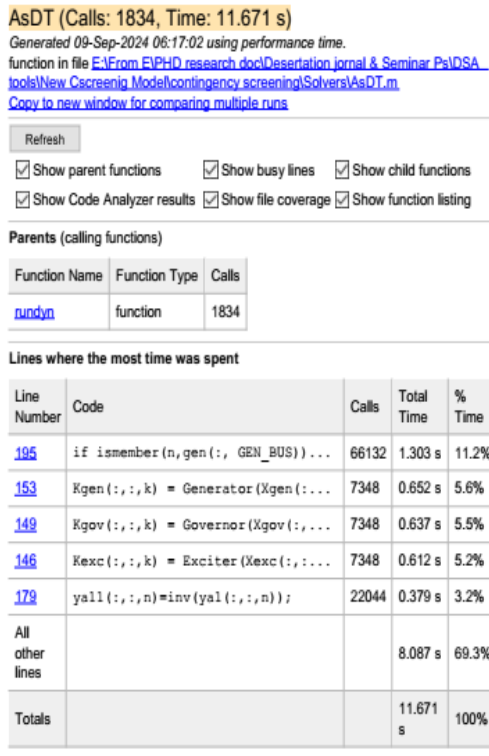 AsDT (Calls: 1834, Time: 11.671 s)
Generated 09-Sep-2024 06:17:02 using performance time.
function in file E:\From E\PHD research doc\Desertation jornal & Seminar Ps\DSA
tools\New Cscreenig Model\contingency screening\Solvers\AsDT.m
Copy to new window for comparing multiple runs
Refresh
Show parent functions Show busy lines Show child functions
Show Code Analyzer results Show file coverage Show function listing
Parents (calling functions)
Function Name Function Type Calls
rundyn function 1834
Lines where the most time was spent
Line Number Code Calls Total Time % Time
195 if ismember(n,gen(:, GEN_BUS))... 66132 1.303 s 11.2%
153 Kgen(:,:,k) = Generator(Xgen(:... 7348 0.652 s 5.6%
149 Kgov(:,:,k) = Governor(Xgov(:,... 7348 0.637 s 5.5%
146 Kexc(:,:,k) = Exciter(Xexc(:,:... 7348 0.612 s 5.2%
179 yal1(:,:,n)=inv(yal(:,:,n)); 22044 0.379 s 3.2%
All other lines 8.087 s 69.3%
Totals 11.671 s 100%